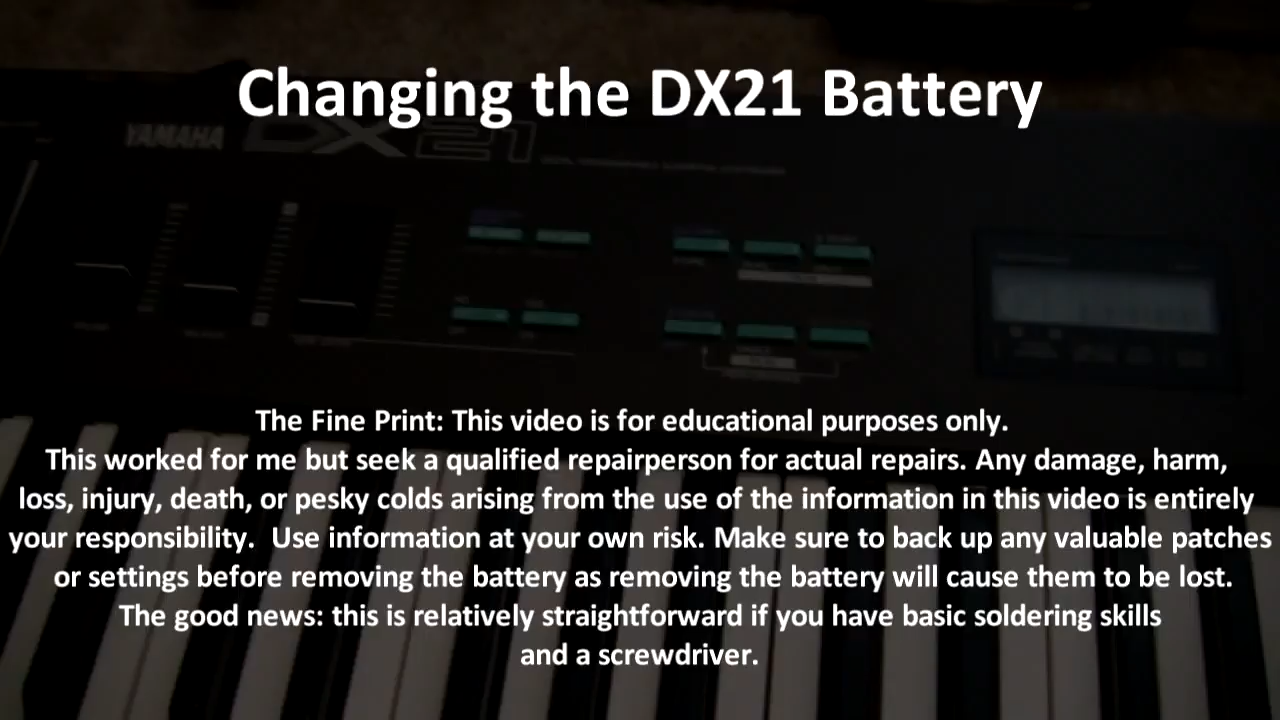 Changing the DX21 Battery
YAMAHA DX21
The Fine Print: This video is for educational purposes only.
This worked for me but seek a qualified repairperson for actual repairs. Any damage, harm,
loss, injury, death, or pesky colds arising from the use of the information in this video is entirely
your responsibility.  Use information at your own risk. Make sure to back up any valuable patches
or settings before removing the battery as removing the battery will cause them to be lost.
The good news: this is relatively straightforward if you have basic soldering skills
and a screwdriver.